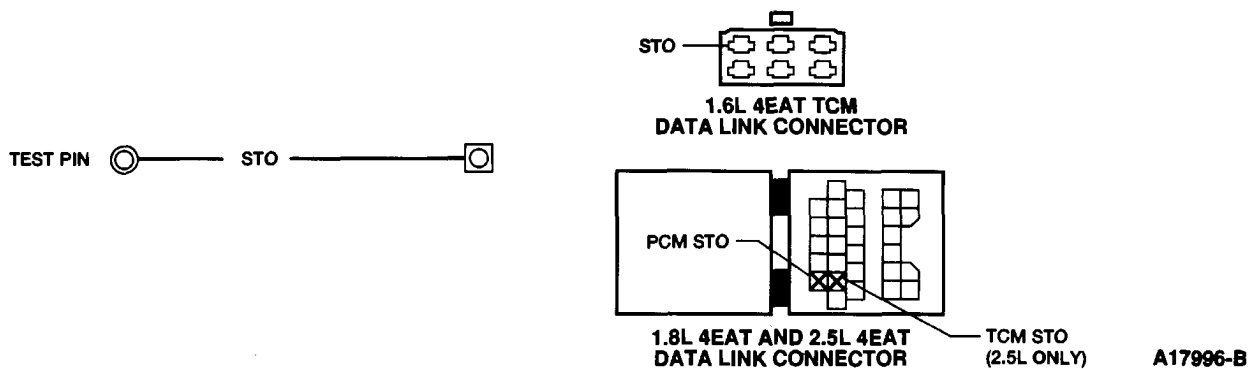 STO
1.6L 4EAT TCM
DATA LINK CONNECTOR
TEST PIN
STO
PCM STO
1.8L 4EAT AND 2.5L 4EAT
DATA LINK CONNECTOR
TCM STO
(2.5L ONLY)
A17996-B